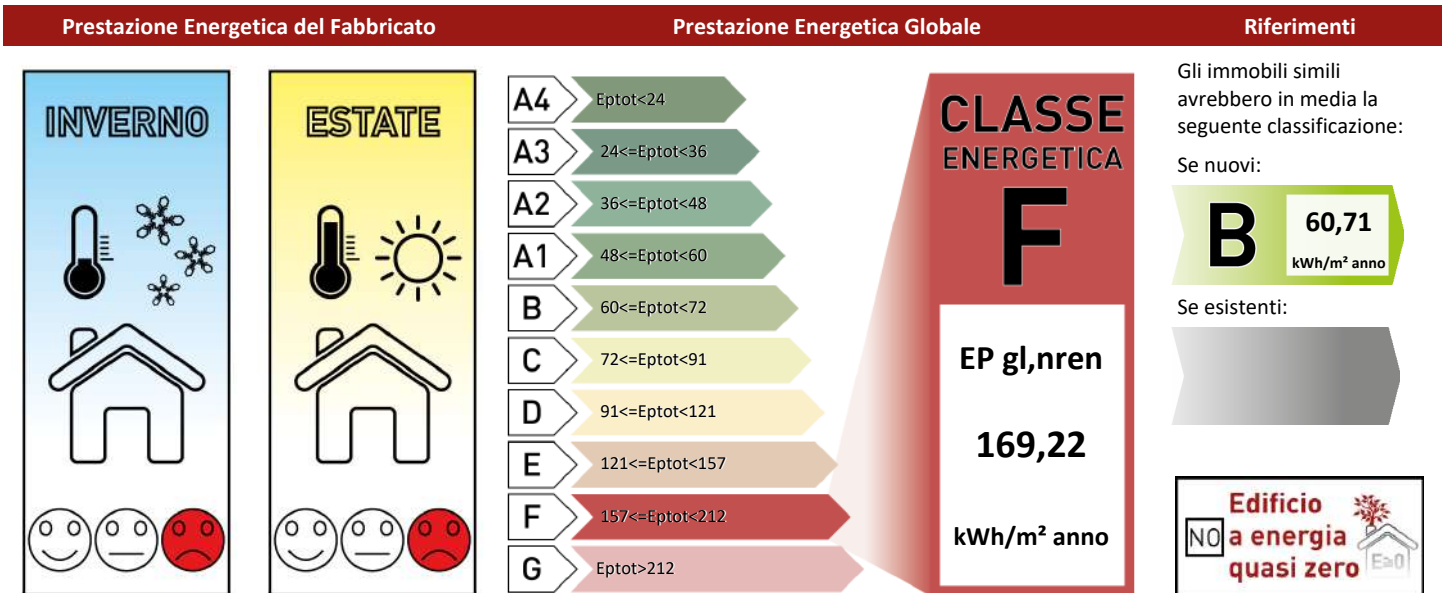 Prestazione Energetica del Fabbricato
Prestazione Energetica Globale
Riferimenti
INVERNO
ESTATE
A4
Eptot<24
A3
24<=Eptot<36
A2
36<=Eptot<48
A1
48<=Eptot<60
B
60<=Eptot<72
C
72<=Eptot<91
D
91<=Eptot<121
E
121<=Eptot<157
F
157<=Eptot<212
G
Eptot>212
CLASSE
ENERGETICA
F
EP gl,nren
169,22
kWh/m² anno
Gli immobili simili
avrebbero in media la
seguente classificazione:
Se nuovi:
B
60,71
kWh/m² anno
Se esistenti:
Edificio
NO a energia
quasi zero
E≥0